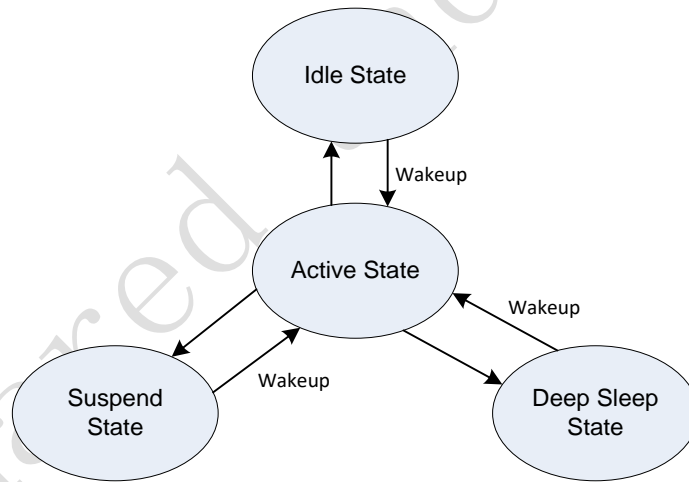 Idle State
Wakeup
Active State
Wakeup
Wakeup
Suspend
State
Deep Sleep
State